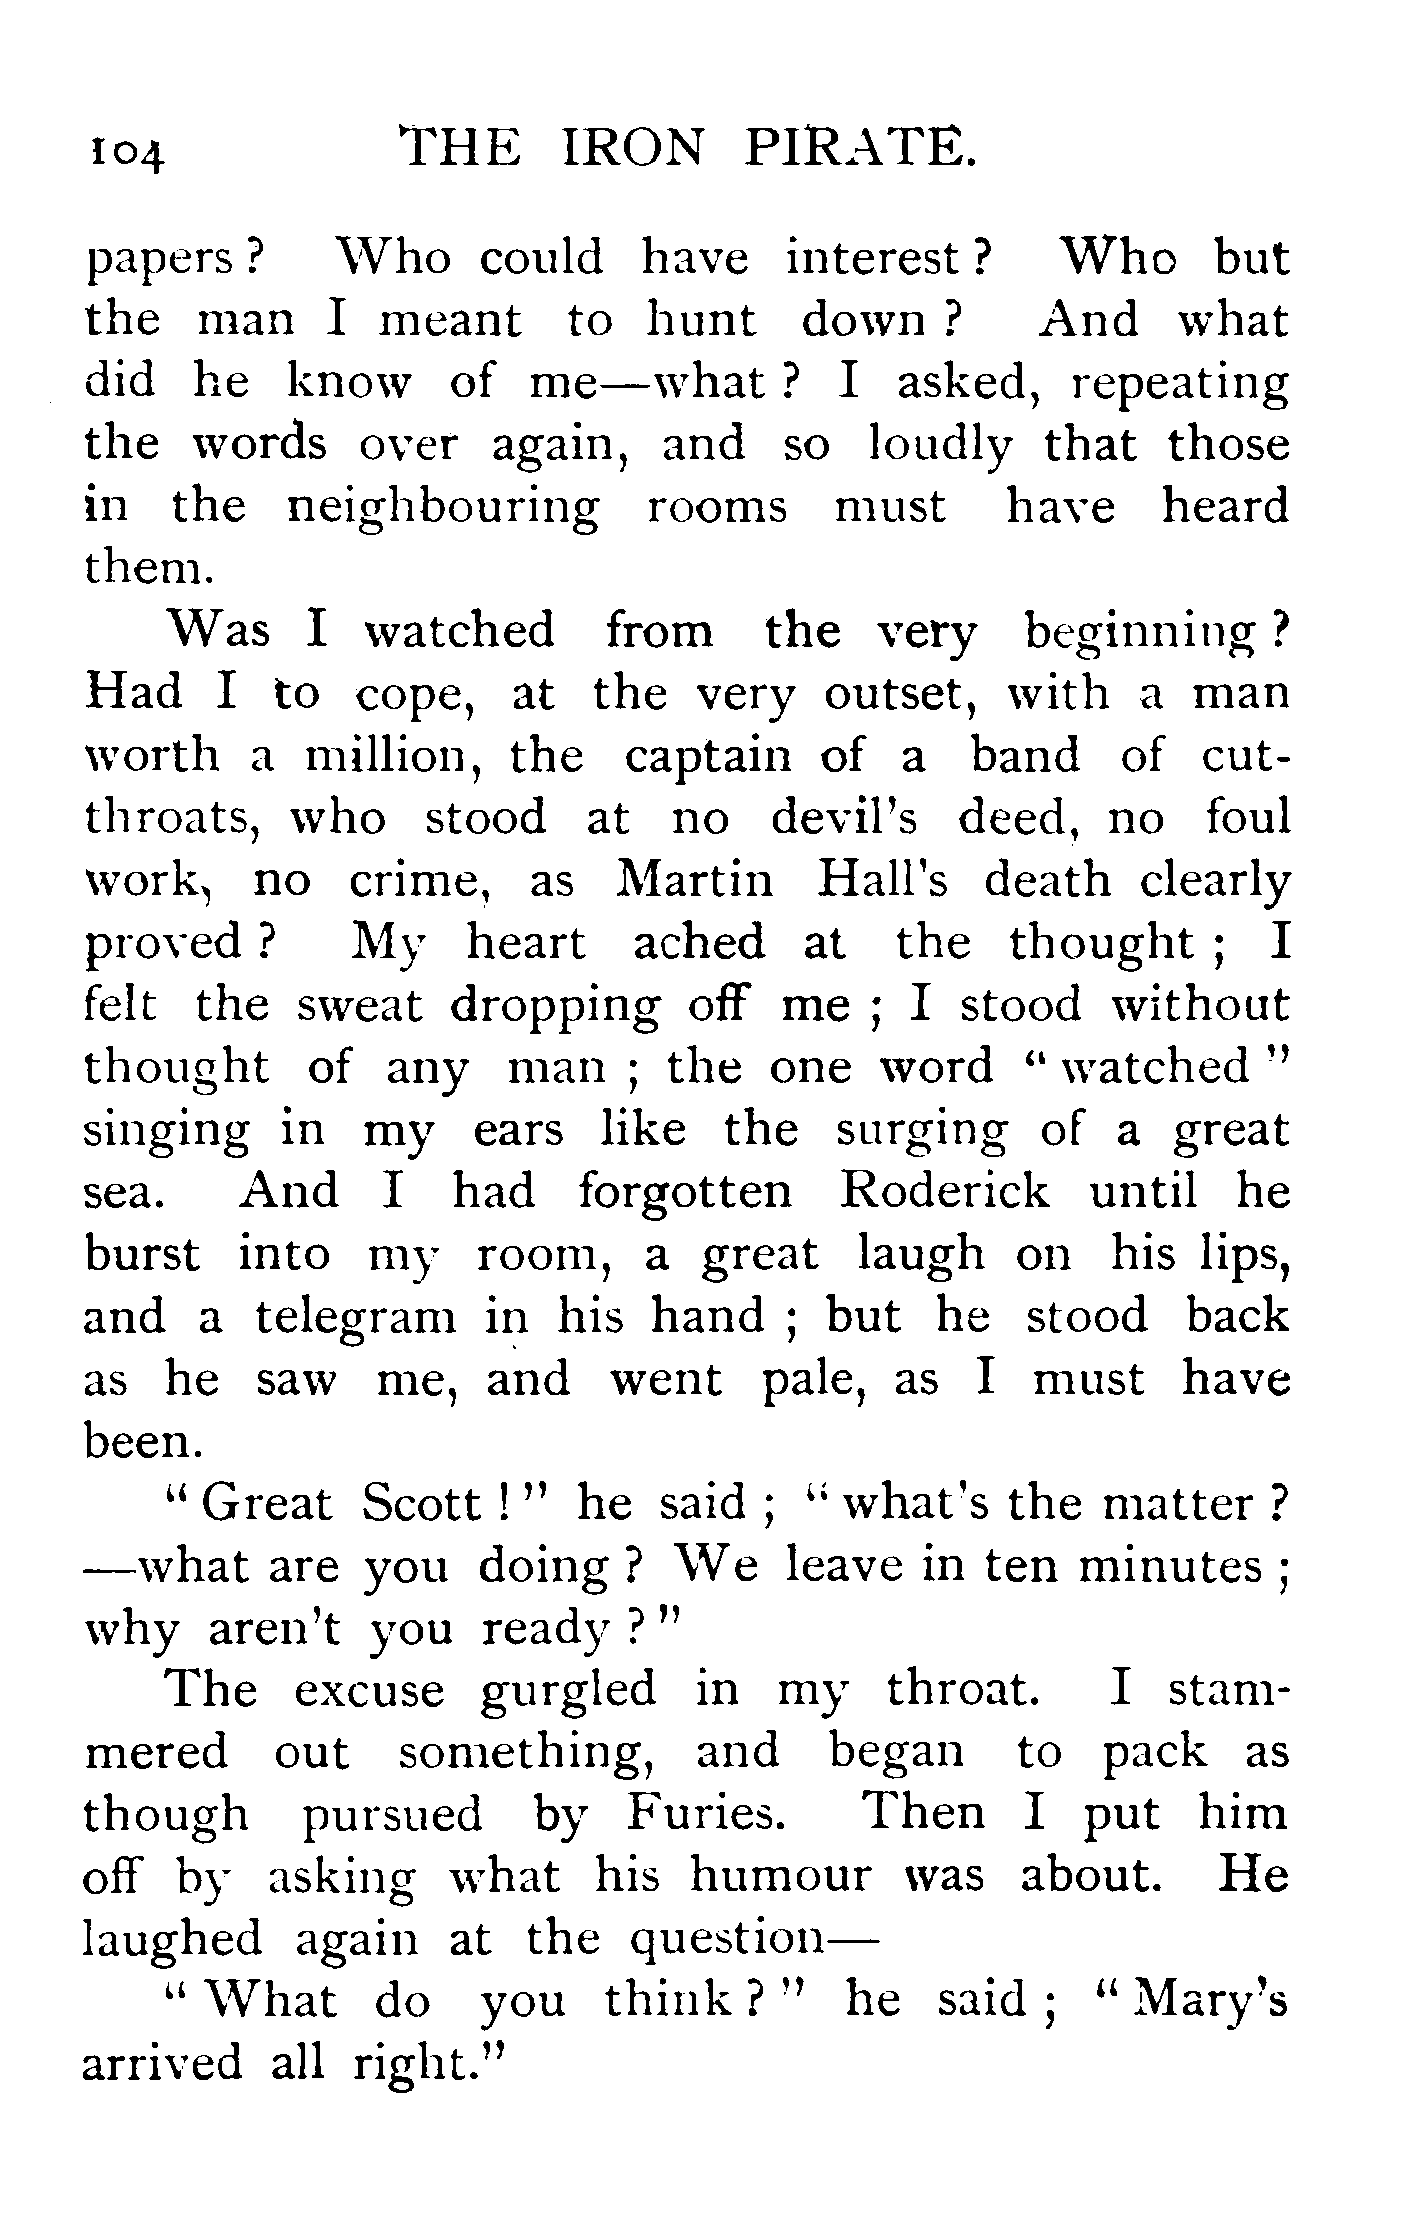 104 THE IRON PIRATE.
papers? Who could have interest? Who but
the man I meant to hunt down? And what
did he know of me—what? I asked, repeating
the words over again, and so loudly that those
in the neighbouring rooms must have heard
them.
Was I watched from the very beginning?
Had I to cope, at the very outset, with a man
worth a million, the captain of a band of cut-
throats, who stood at no devil's deed, no foul
work, no crime, as Martin Hall's death clearly
proved? My heart ached at the thought; I
felt the sweat dropping off me; I stood without
thought of any man; the one word "watched"
singing in my ears like the surging of a great
sea. And I had forgotten Roderick until he
burst into my room, a great laugh on his lips,
and a telegram in his hand; but he stood back
as he saw me, and went pale, as I must have
been.
"Great Scott!" he said; "what's the matter?
—what are you doing? We leave in ten minutes;
why aren't you ready?"
The excuse gurgled in my throat. I stam-
mered out something, and began to pack as
though pursued by Furies. Then I put him
off by asking what his humour was about. He
laughed again at the question—
"What do you think?" he said; "Mary's
arrived all right."